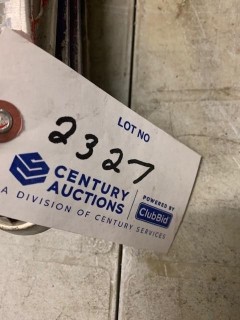 LOT NO
2327
CENTURY
AUCTIONS
POWERED BY
ClubBid
A DIVISION OF CENTURY SERVICES